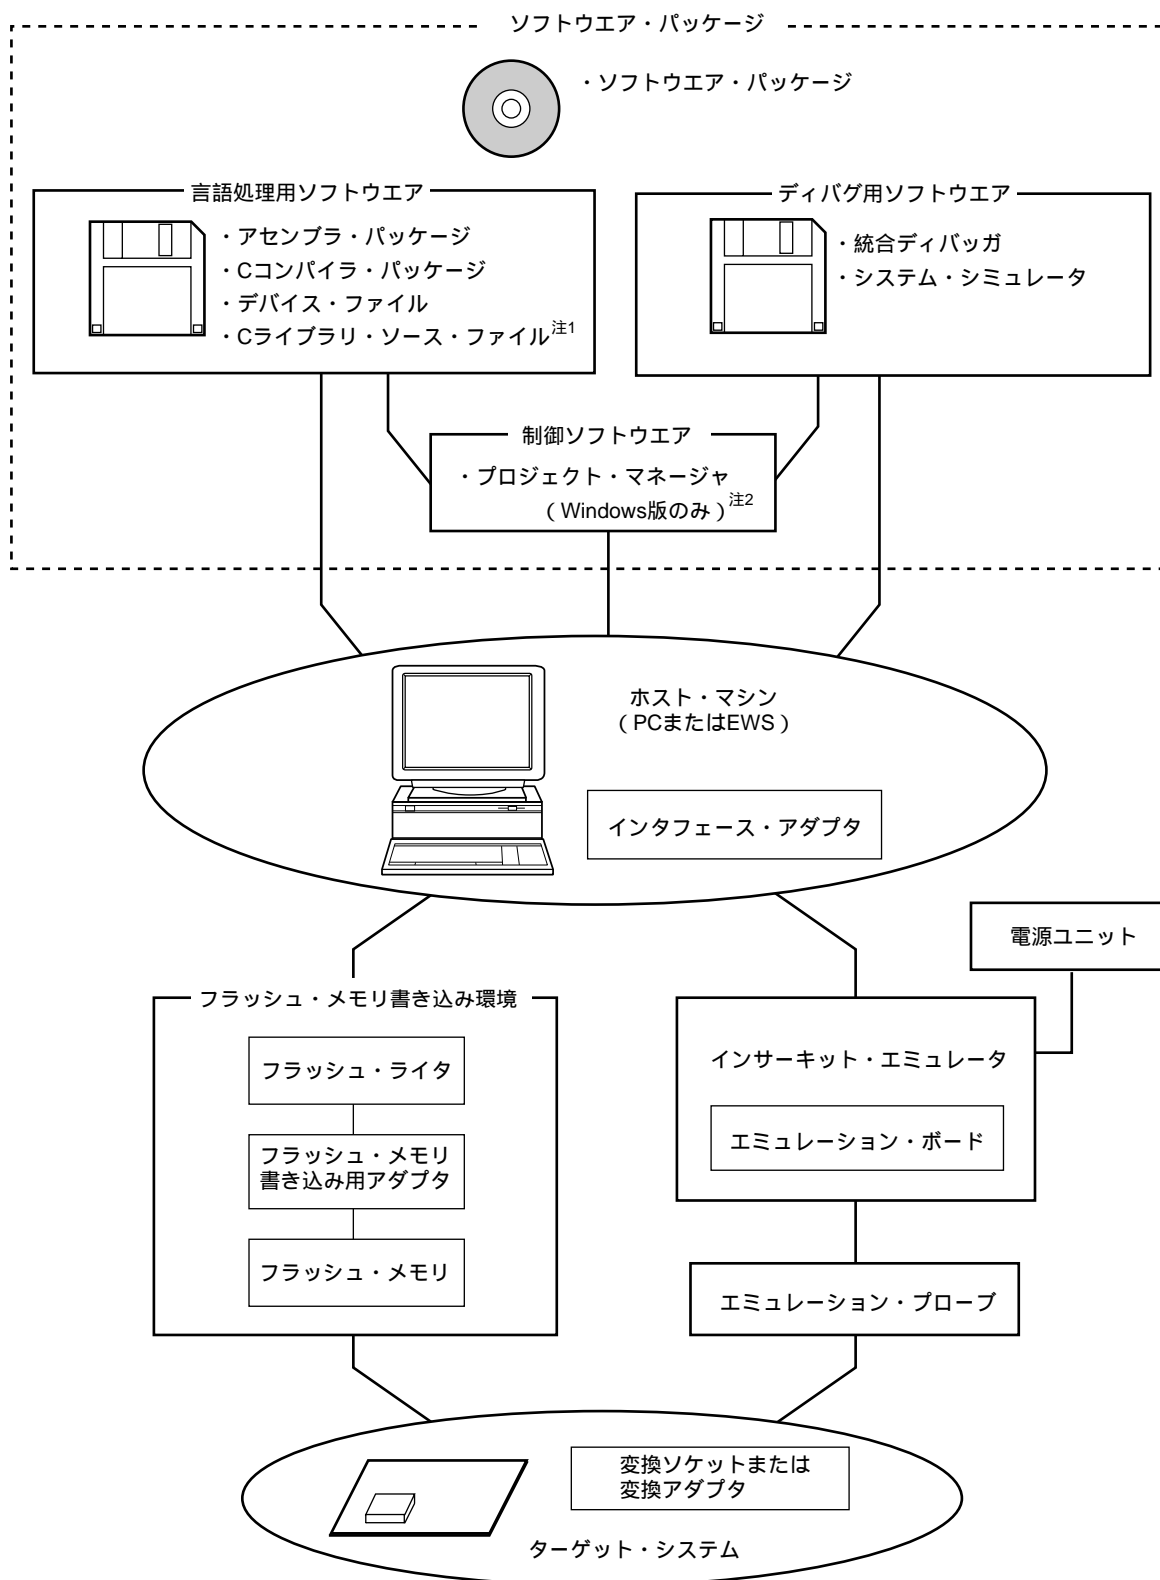 ソフトウエア・パッケージ
・ソフトウエア・パッケージ
言語処理用ソフトウエア
・アセンブラ・パッケージ
・Cコンパイラ・パッケージ
・デバイス・ファイル
・Cライブラリ・ソース・ファイル注1
ディバグ用ソフトウエア
・統合ディバッガ
・システム・シミュレータ
制御ソフトウエア
・プロジェクト・マネージャ
（Windows版のみ）注2
ホスト・マシン
（PCまたはEWS）
インタフェース・アダプタ
電源ユニット
フラッシュ・メモリ書き込み環境
フラッシュ・ライタ
フラッシュ・メモリ
書き込み用アダプタ
フラッシュ・メモリ
インサーキット・エミュレータ
エミュレーション・ボード
エミュレーション・プローブ
変換ソケットまたは
変換アダプタ
ターゲット・システム